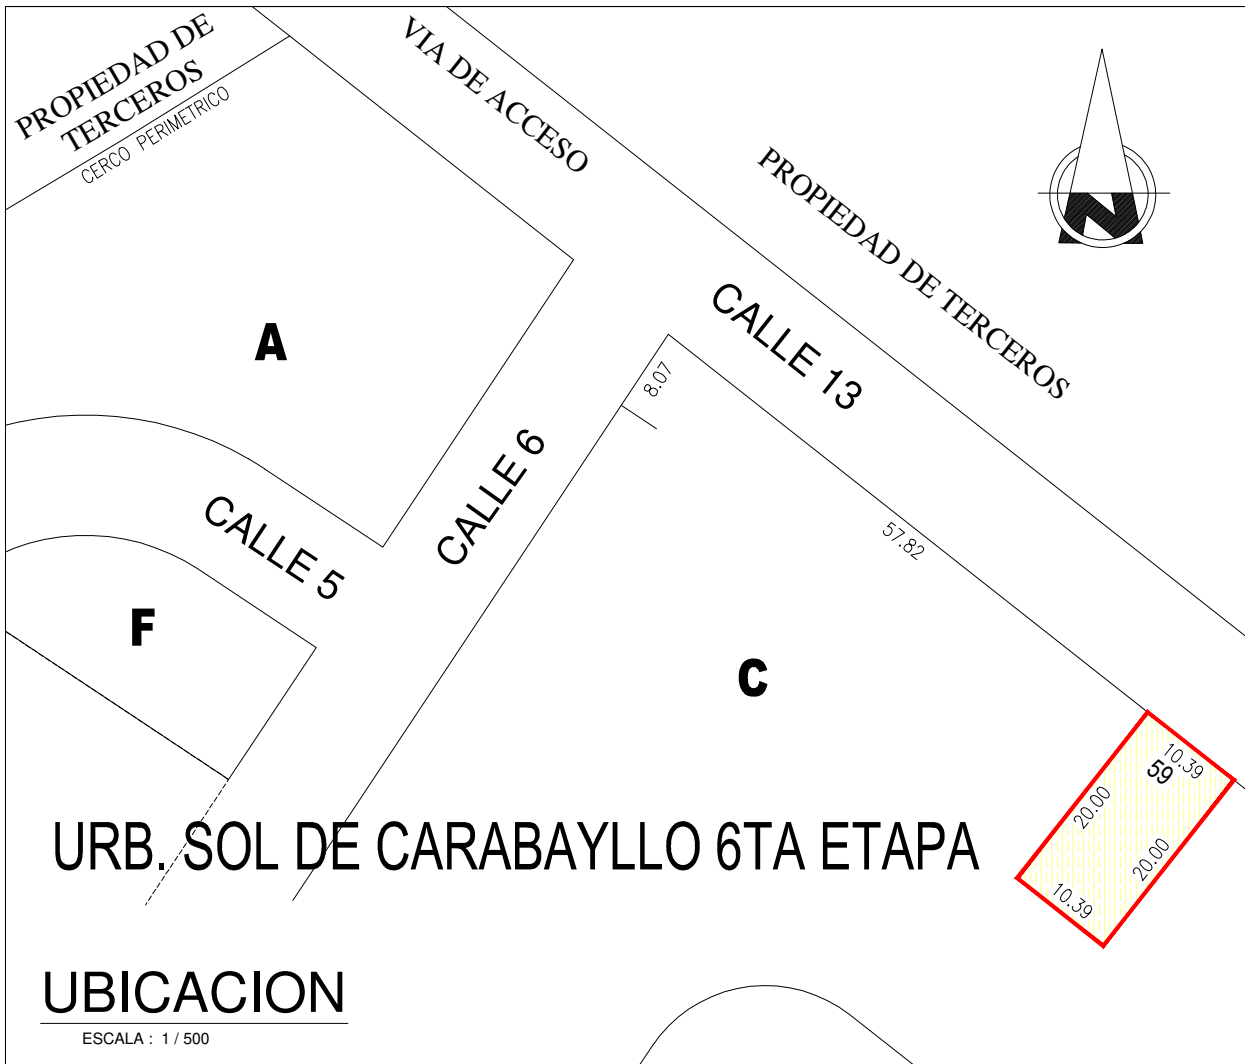 PROPIEDAD DE
TERCEROS
CERCO PERIMETRICO
VIA DE ACCESO
PROPIEDAD DE TERCEROS
N
CALLE 13
A
8.07
CALLE 6
CALLE 5
57.82
F
C
10.39
59
20.00
20.00
10.39
URB. SOL DE CARABAYLLO 6TA ETAPA
UBICACION
ESCALA : 1 / 500